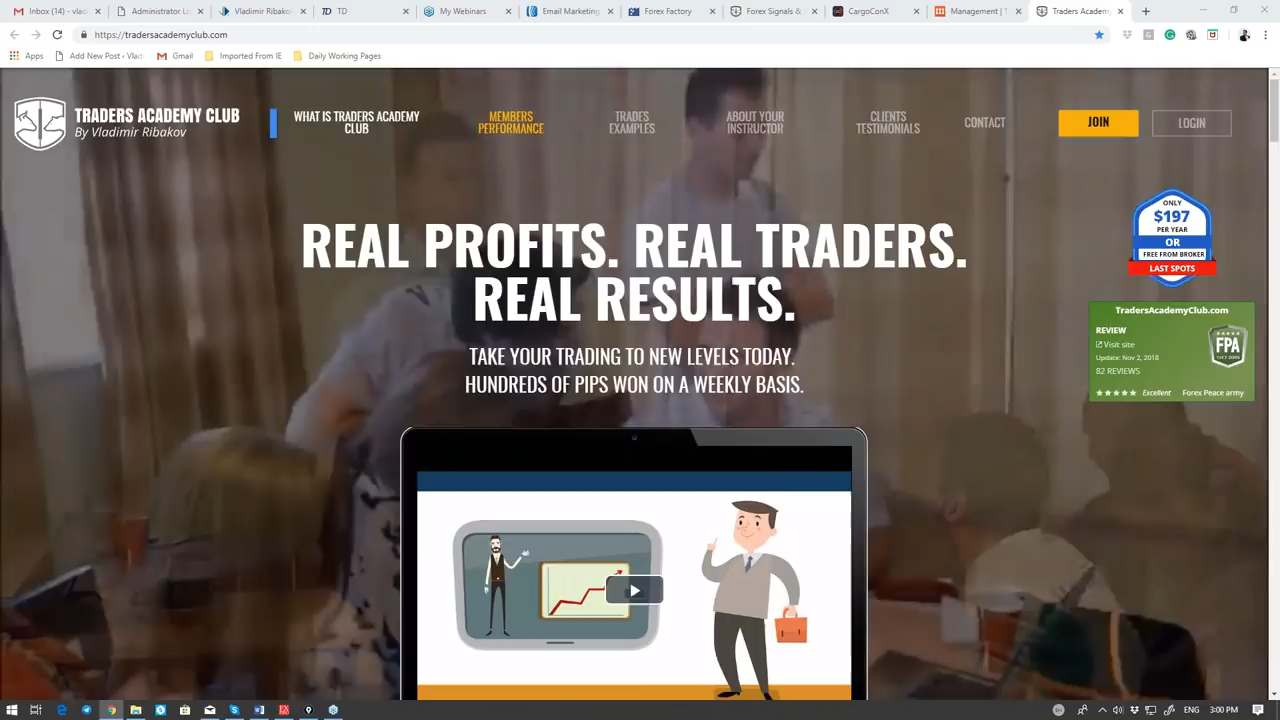 Inbox (14) - vlad
Administrator Lo
Vladimir Ribakov
TD
My Webinars
Email Marketing
Forex Factory
Forex Signals &
CargoConX
Management | T
Traders Academy
https://tradersacademyclub.com
Apps
Add New Post ‹ Vladi
Gmail
Imported From IE
Daily Working Pages
TRADERS ACADEMY CLUB
By Vladimir Ribakov
WHAT IS TRADERS ACADEMY
CLUB
MEMBERS
PERFORMANCE
TRADES
EXAMPLES
ABOUT YOUR
INSTRUCTOR
CLIENTS
TESTIMONIALS
CONTACT
JOIN
LOGIN
REAL PROFITS. REAL TRADERS.
REAL RESULTS.
TAKE YOUR TRADING TO NEW LEVELS TODAY.
HUNDREDS OF PIPS WON ON A WEEKLY BASIS.
ONLY
$197
PER YEAR
OR
FREE FROM BROKER
LAST SPOTS
TradersAcademyClub.com
REVIEW
Visit site
Update: Nov 2, 2018
82 REVIEWS
FPA
Excellent
Forex Peace army
ENG
3:00 PM